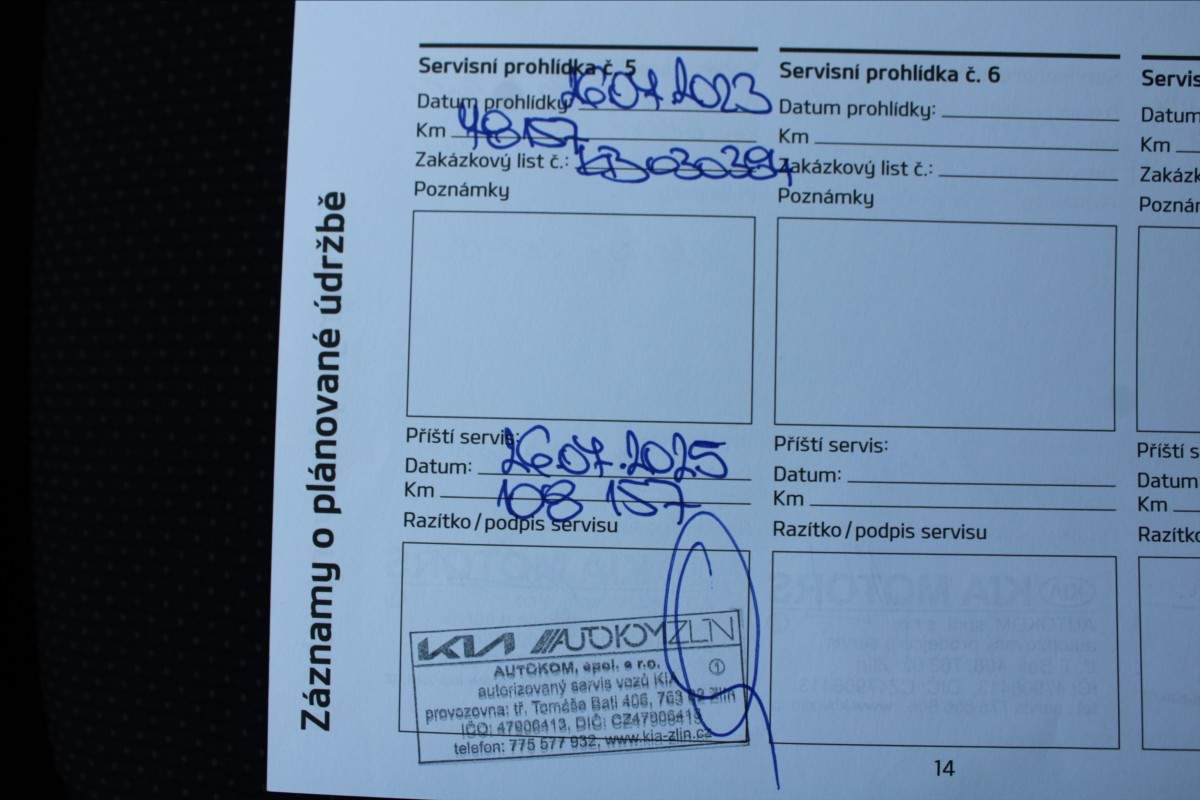 Záznamy o plánované údržbě
Servisní prohlídka č. 5
Datum prohlídky 26.07.2023
Km 78157
Zakázkový list č.:
Poznámky
Příští servis:
Datum: 26.07.2025
Km 108 157
Razítko/podpis servisu
KIA AUTOKOM ZLÍN
AUTOKOM, spol. s r.o. 1
autorizovaný servis vozů KIA
provozovna: tř. Tomáše Bati 406, 763 02 Zlín
IČO: 47906413, DIČ: CZ47906413
telefon: 775 577 932, www.kia-zlin.cz
Servisní prohlídka č. 6
Datum prohlídky:
Km
Zakázkový list č.:
Poznámky
Příští servis:
Datum:
Km
Razítko/podpis servisu
Servis
Datum
Km
Zakázk
Poznám
Příští s
Datum
Km
Razítko
14